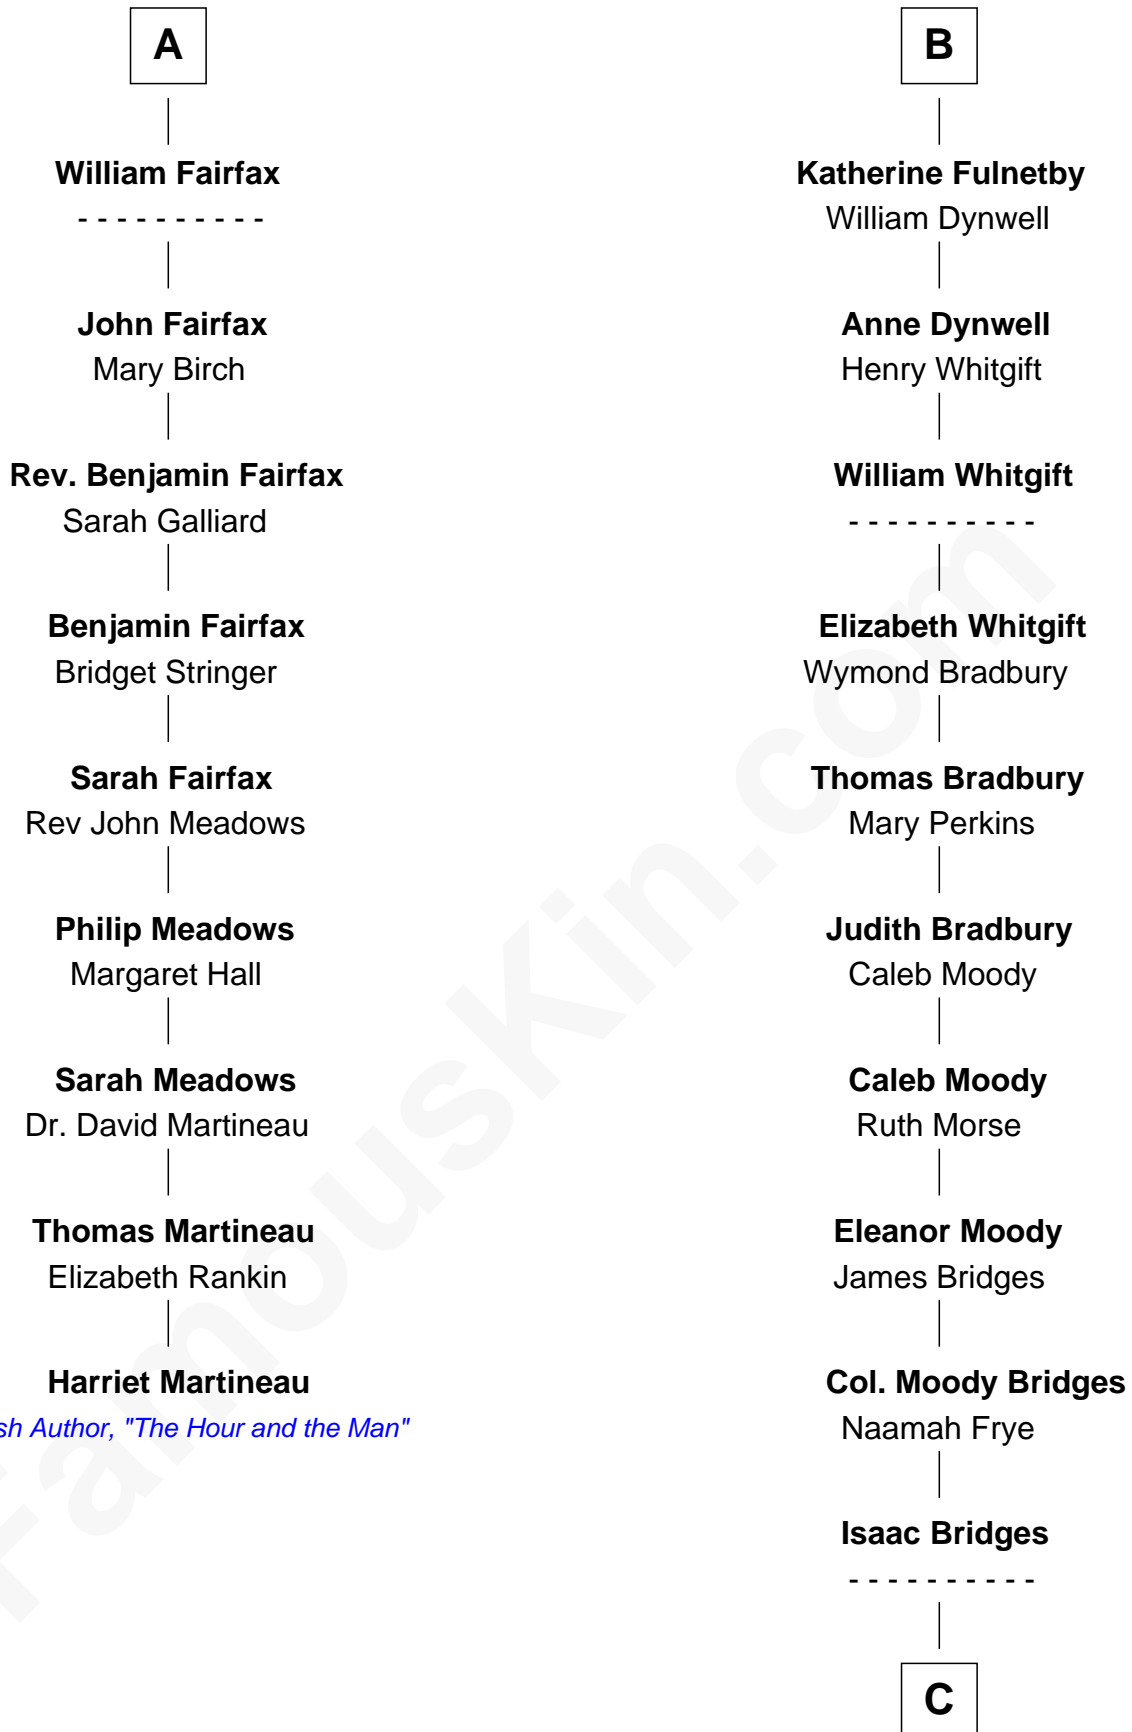 A
William Fairfax
- - - - - - - - - -
John Fairfax
Mary Birch
Rev. Benjamin Fairfax
Sarah Galliard
Benjamin Fairfax
Bridget Stringer
Sarah Fairfax
Rev John Meadows
Philip Meadows
Margaret Hall
Sarah Meadows
Dr. David Martineau
Thomas Martineau
Elizabeth Rankin
Harriet Martineau
sh Author, "The Hour and the Man"
B
Katherine Fulnetby
William Dynwell
Anne Dynwell
Henry Whitgift
William Whitgift
- - - - - - - - - -
Elizabeth Whitgift
Wymond Bradbury
Thomas Bradbury
Mary Perkins
Judith Bradbury
Caleb Moody
Caleb Moody
Ruth Morse
Eleanor Moody
James Bridges
Col. Moody Bridges
Naamah Frye
Isaac Bridges
- - - - - - - - - -
C
FamousKin.com